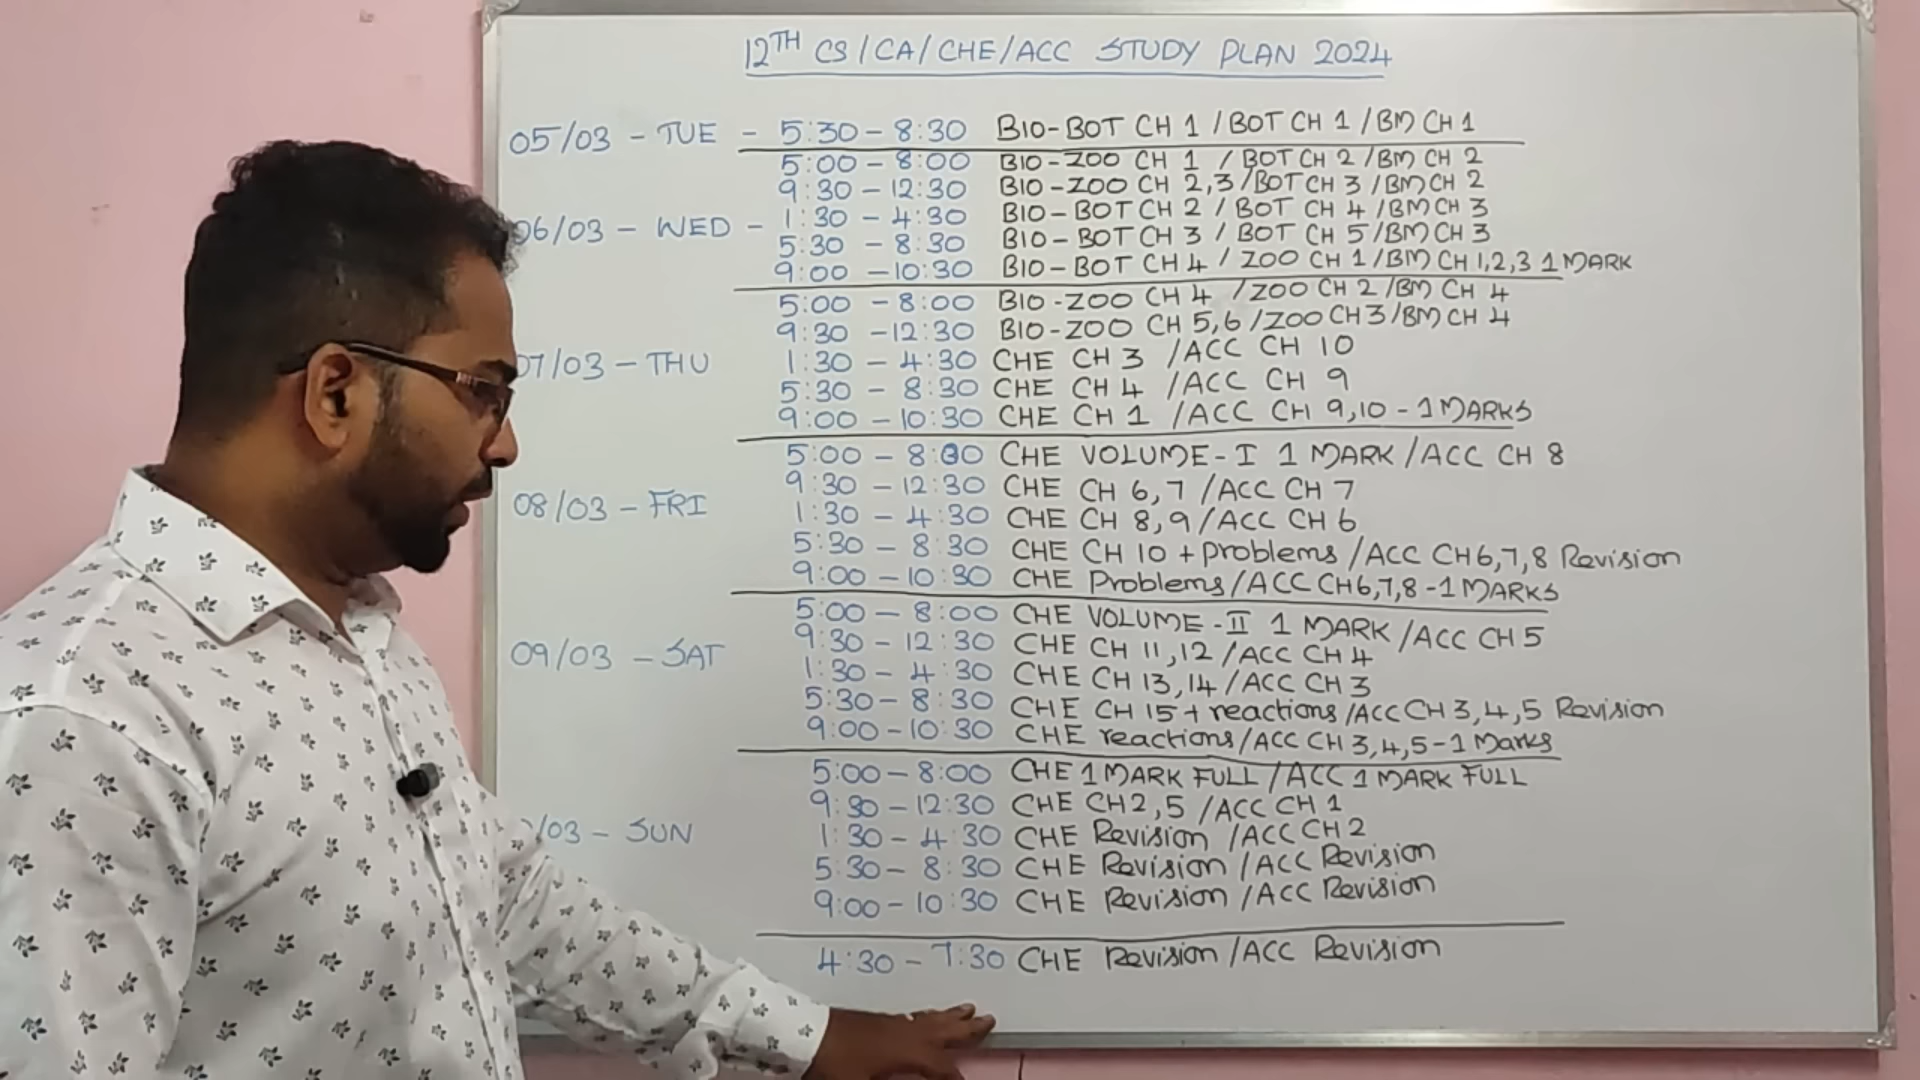 12TH CS/CA/CHE/ACC STUDY PLAN 2024
05/03 - TUE - 5:30 - 8:30 BIO-BOT CH 1 / BOT CH 1 / BM CH 1
5:00 - 8:00 BIO-ZOO CH 1 / BOT CH 2 / BM CH 2
9:30 - 12:30 BIO-ZOO CH 2,3 / BOT CH 3 / BM CH 2
06/03 - WED - 1:30 - 4:30 BIO-BOT CH 2 / BOT CH 4 / BM CH 3
5:30 - 8:30 BIO-BOT CH 3 / BOT CH 5 / BM CH 3
9:00 - 10:30 BIO-BOT CH 4 / ZOO CH 1 / BM CH 1,2,3 1 MARK
5:00 - 8:00 BIO-ZOO CH 4 / ZOO CH 2 / BM CH 4
9:30 - 12:30 BIO-ZOO CH 5,6 / ZOO CH 3 / BM CH 4
07/03 - THU 1:30 - 4:30 CHE CH 3 / ACC CH 10
5:30 - 8:30 CHE CH 4 / ACC CH 9
9:00 - 10:30 CHE CH 1 / ACC CH 9,10 - 1 MARKS
5:00 - 8:00 CHE VOLUME - I 1 MARK / ACC CH 8
9:30 - 12:30 CHE CH 6,7 / ACC CH 7
08/03 - FRI 1:30 - 4:30 CHE CH 8,9 / ACC CH 6
5:30 - 8:30 CHE CH 10 + problems / ACC CH 6,7,8 Revision
9:00 - 10:30 CHE Problems / ACC CH 6,7,8 - 1 MARKS
5:00 - 8:00 CHE VOLUME - II 1 MARK / ACC CH 5
9:30 - 12:30 CHE CH 11,12 / ACC CH 4
09/03 - SAT 1:30 - 4:30 CHE CH 13,14 / ACC CH 3
5:30 - 8:30 CHE CH 15 + reactions / ACC CH 3,4,5 Revision
9:00 - 10:30 CHE reactions / ACC CH 3,4,5 - 1 Marks
5:00 - 8:00 CHE 1 MARK FULL / ACC 1 MARK FULL
9:30 - 12:30 CHE CH 2,5 / ACC CH 1
/03 - SUN 1:30 - 4:30 CHE Revision / ACC CH 2
5:30 - 8:30 CHE Revision / ACC Revision
9:00 - 10:30 CHE Revision / ACC Revision
4:30 - 7:30 CHE Revision / ACC Revision